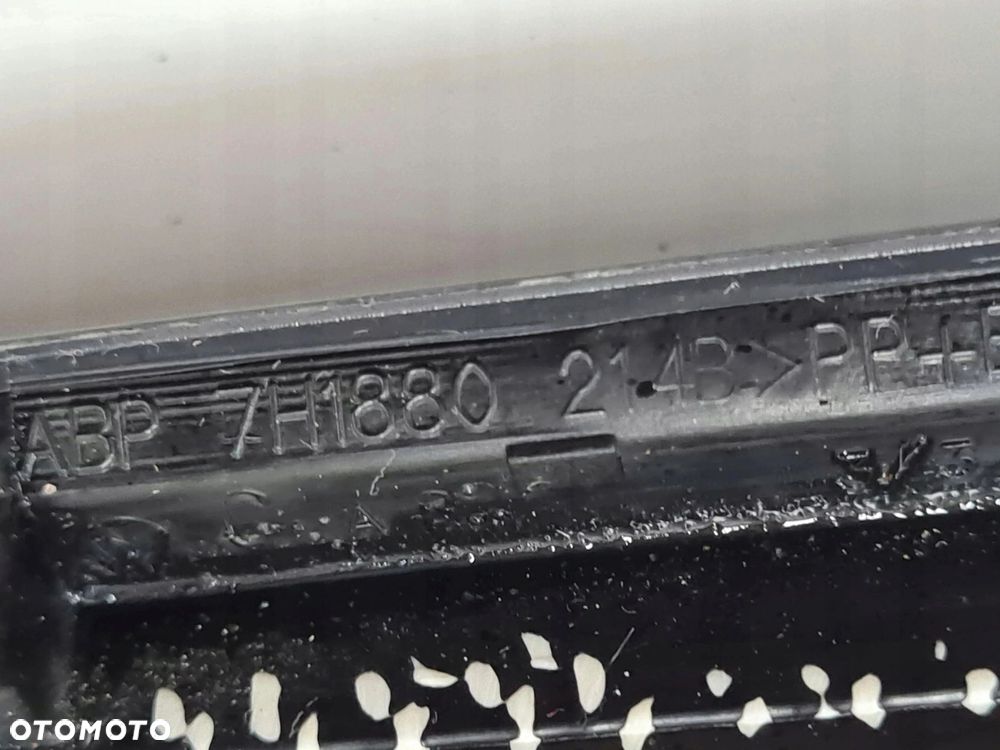 ABP 7H1880 214B >PP+E
OTOMOTO